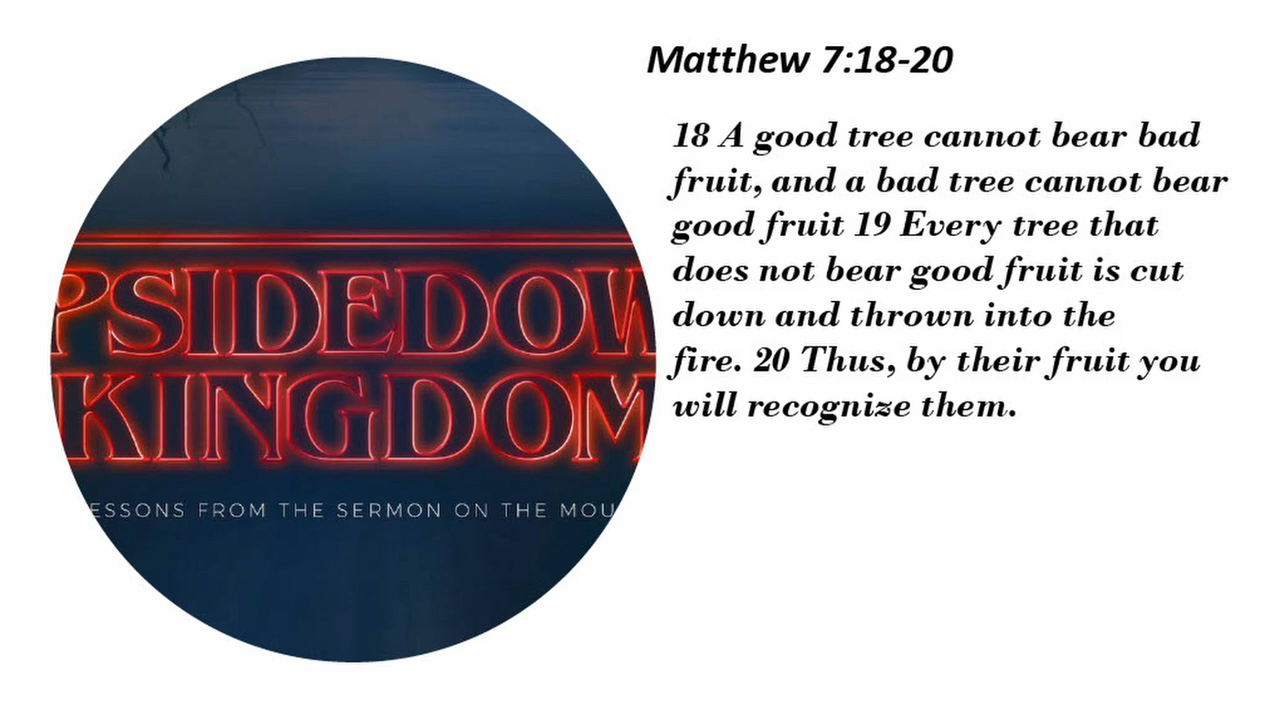 PSIDEDOW
KINGDOM
ESSONS FROM THE SERMON ON THE MOU
Matthew 7:18-20
18 A good tree cannot bear bad
fruit, and a bad tree cannot bear
good fruit 19 Every tree that
does not bear good fruit is cut
down and thrown into the
fire. 20 Thus, by their fruit you
will recognize them.